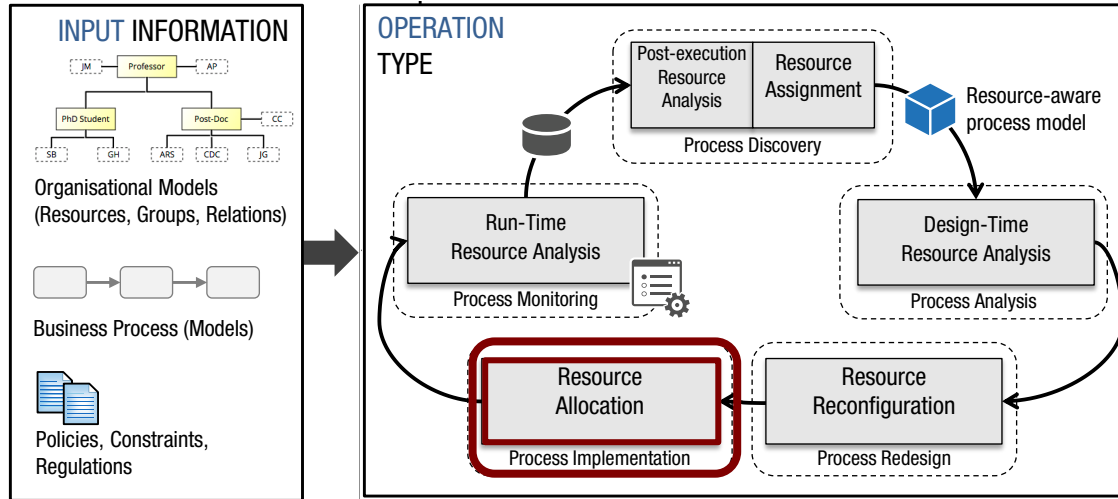 INPUT INFORMATION
JM
Professor
AP
PhD Student
Post-Doc
CC
SB
GH
ARS
CDC
JG
Organisational Models
(Resources, Groups, Relations)
Business Process (Models)
Policies, Constraints,
Regulations
OPERATION
TYPE
Post-execution
Resource
Analysis
Resource
Assignment
Process Discovery
Resource-aware
process model
Run-Time
Resource Analysis
Process Monitoring
Design-Time
Resource Analysis
Process Analysis
Resource
Allocation
Process Implementation
Resource
Reconfiguration
Process Redesign